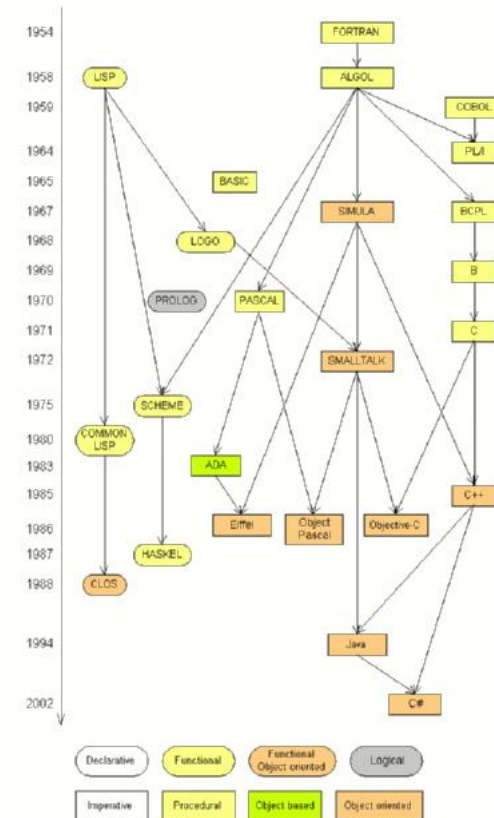 1954
FORTRAN
1958
LISP
ALGOL
1959
COBOL
1964
PL/I
1965
BASIC
1967
SIMULA
BCPL
1968
LOGO
1969
B
1970
PROLOG
PASCAL
1971
C
1972
SMALLTALK
1975
SCHEME
1980
COMMON
LISP
1983
ADA
1985
C++
1986
Eiffel
Object
Pascal
Objective-C
1987
HASKEL
1988
CLOS
1994
Java
2002
C#
Declarative
Functional
Functional
Object oriented
Logical
Imperative
Procedural
Object based
Object oriented